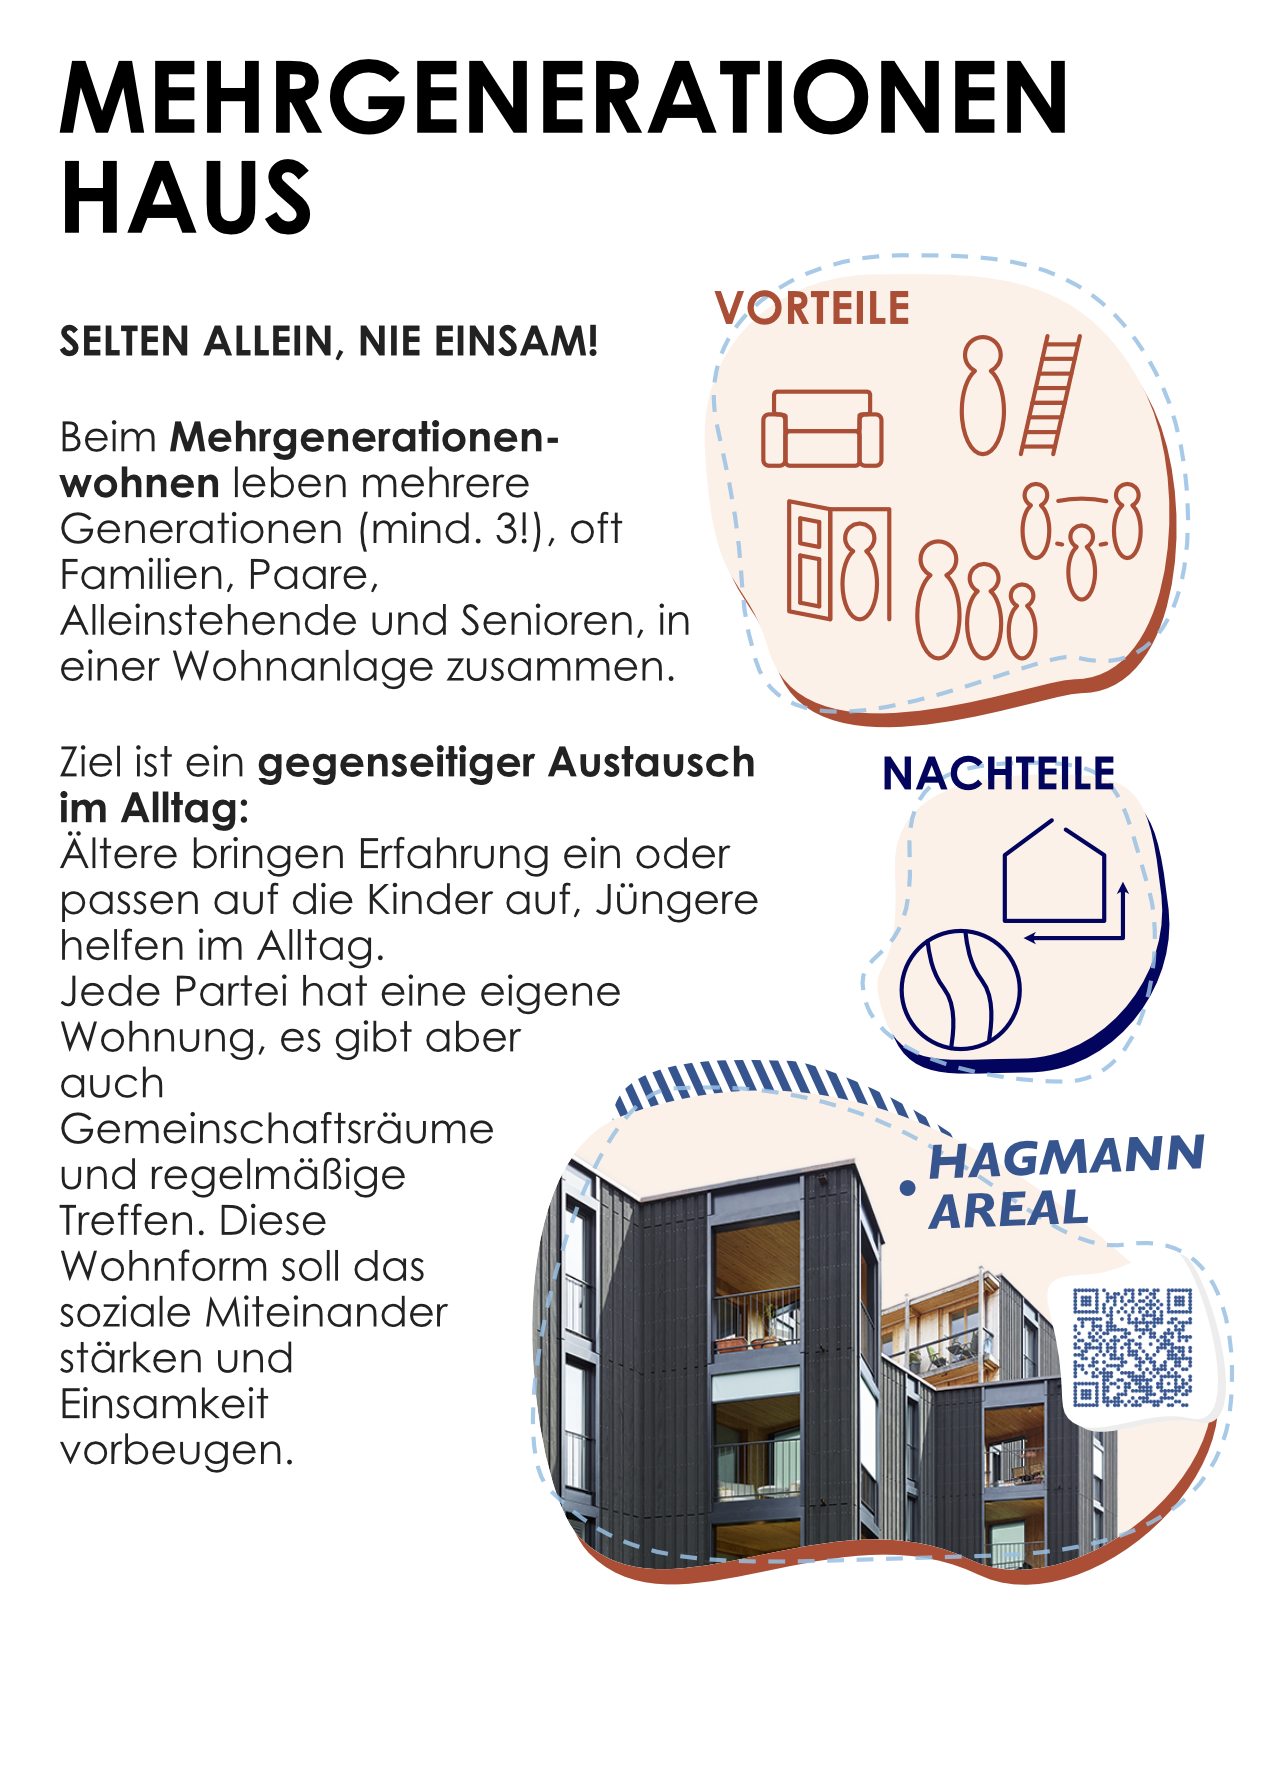 MEHRGENERATIONEN
HAUS
SELTEN ALLEIN, NIE EINSAM!
Beim Mehrgenerationen-
wohnen leben mehrere
Generationen (mind. 3!), oft
Familien, Paare,
Alleinstehende und Senioren, in
einer Wohnanlage zusammen.
Ziel ist ein gegenseitiger Austausch
im Alltag:
Ältere bringen Erfahrung ein oder
passen auf die Kinder auf, Jüngere
helfen im Alltag.
Jede Partei hat eine eigene
Wohnung, es gibt aber
auch
Gemeinschaftsräume
und regelmäßige
Treffen. Diese
Wohnform soll das
soziale Miteinander
stärken und
Einsamkeit
vorbeugen.
VORTEILE
NACHTEILE
HAGMANN
AREAL